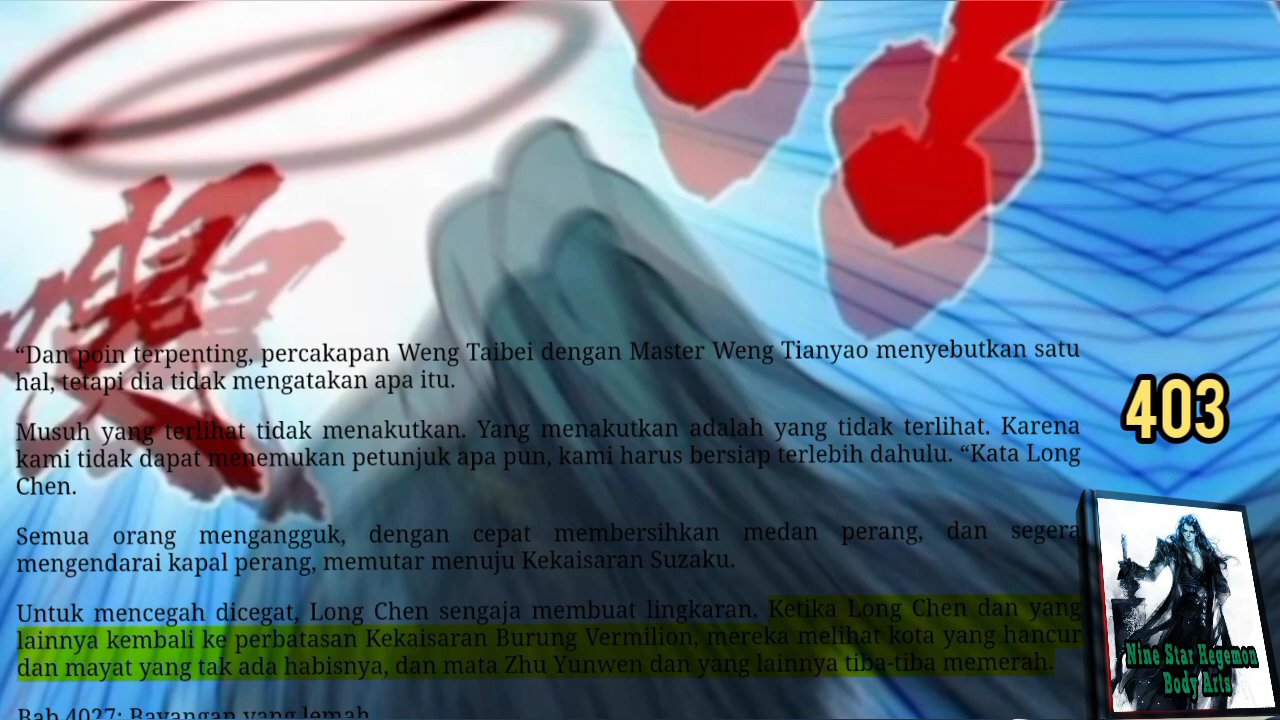 “Dan poin terpenting, percakapan Weng Taibei dengan Master Weng Tianyao menyebutkan satu
hal, tetapi dia tidak mengatakan apa itu.
Musuh yang terlihat tidak menakutkan. Yang menakutkan adalah yang tidak terlihat. Karena
kami tidak dapat menemukan petunjuk apa pun, kami harus bersiap terlebih dahulu. “Kata Long
Chen.
Semua orang mengangguk, dengan cepat membersihkan medan perang, dan segera
mengendarai kapal perang, memutar menuju Kekaisaran Suzaku.
Untuk mencegah dicegat, Long Chen sengaja membuat lingkaran. Ketika Long Chen dan yang
lainnya kembali ke perbatasan Kekaisaran Burung Vermilion, mereka melihat kota yang hancur
dan mayat yang tak ada habisnya, dan mata Zhu Yunwen dan yang lainnya tiba-tiba memerah.
Bab 4027: Bayangan yang lemah
403
Nine Star Hegemon
Body Arts